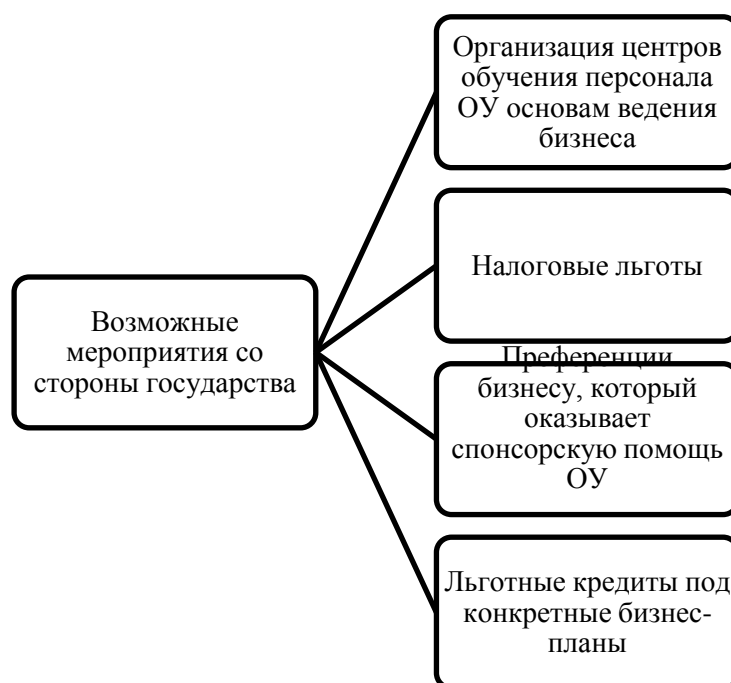 Организация центров
обучения персонала
ОУ основам ведения
бизнеса
Налоговые льготы
Возможные
мероприятия со
стороны государства
Преференции
бизнесу, который
оказывает
спонсорскую помощь
ОУ
Льготные кредиты под
конкретные бизнес-
планы